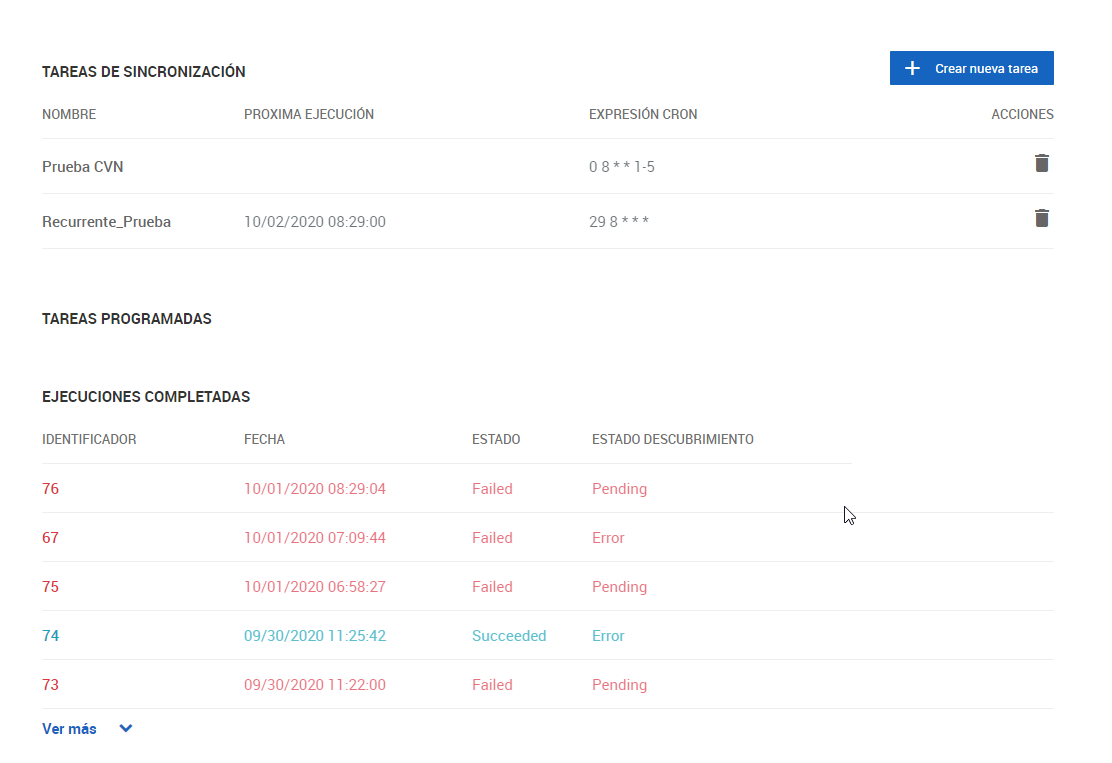 TAREAS DE SINCRONIZACIÓN
Crear nueva tarea
NOMBRE PROXIMA EJECUCIÓN EXPRESIÓN CRON ACCIONES
Prueba CVN 0 8 * * 1-5
Recurrente_Prueba 10/02/2020 08:29:00 29 8 * * *
TAREAS PROGRAMADAS
EJECUCIONES COMPLETADAS
IDENTIFICADOR FECHA ESTADO ESTADO DESCUBRIMIENTO
76 10/01/2020 08:29:04 Failed Pending
67 10/01/2020 07:09:44 Failed Error
75 10/01/2020 06:58:27 Failed Pending
74 09/30/2020 11:25:42 Succeeded Error
73 09/30/2020 11:22:00 Failed Pending
Ver más